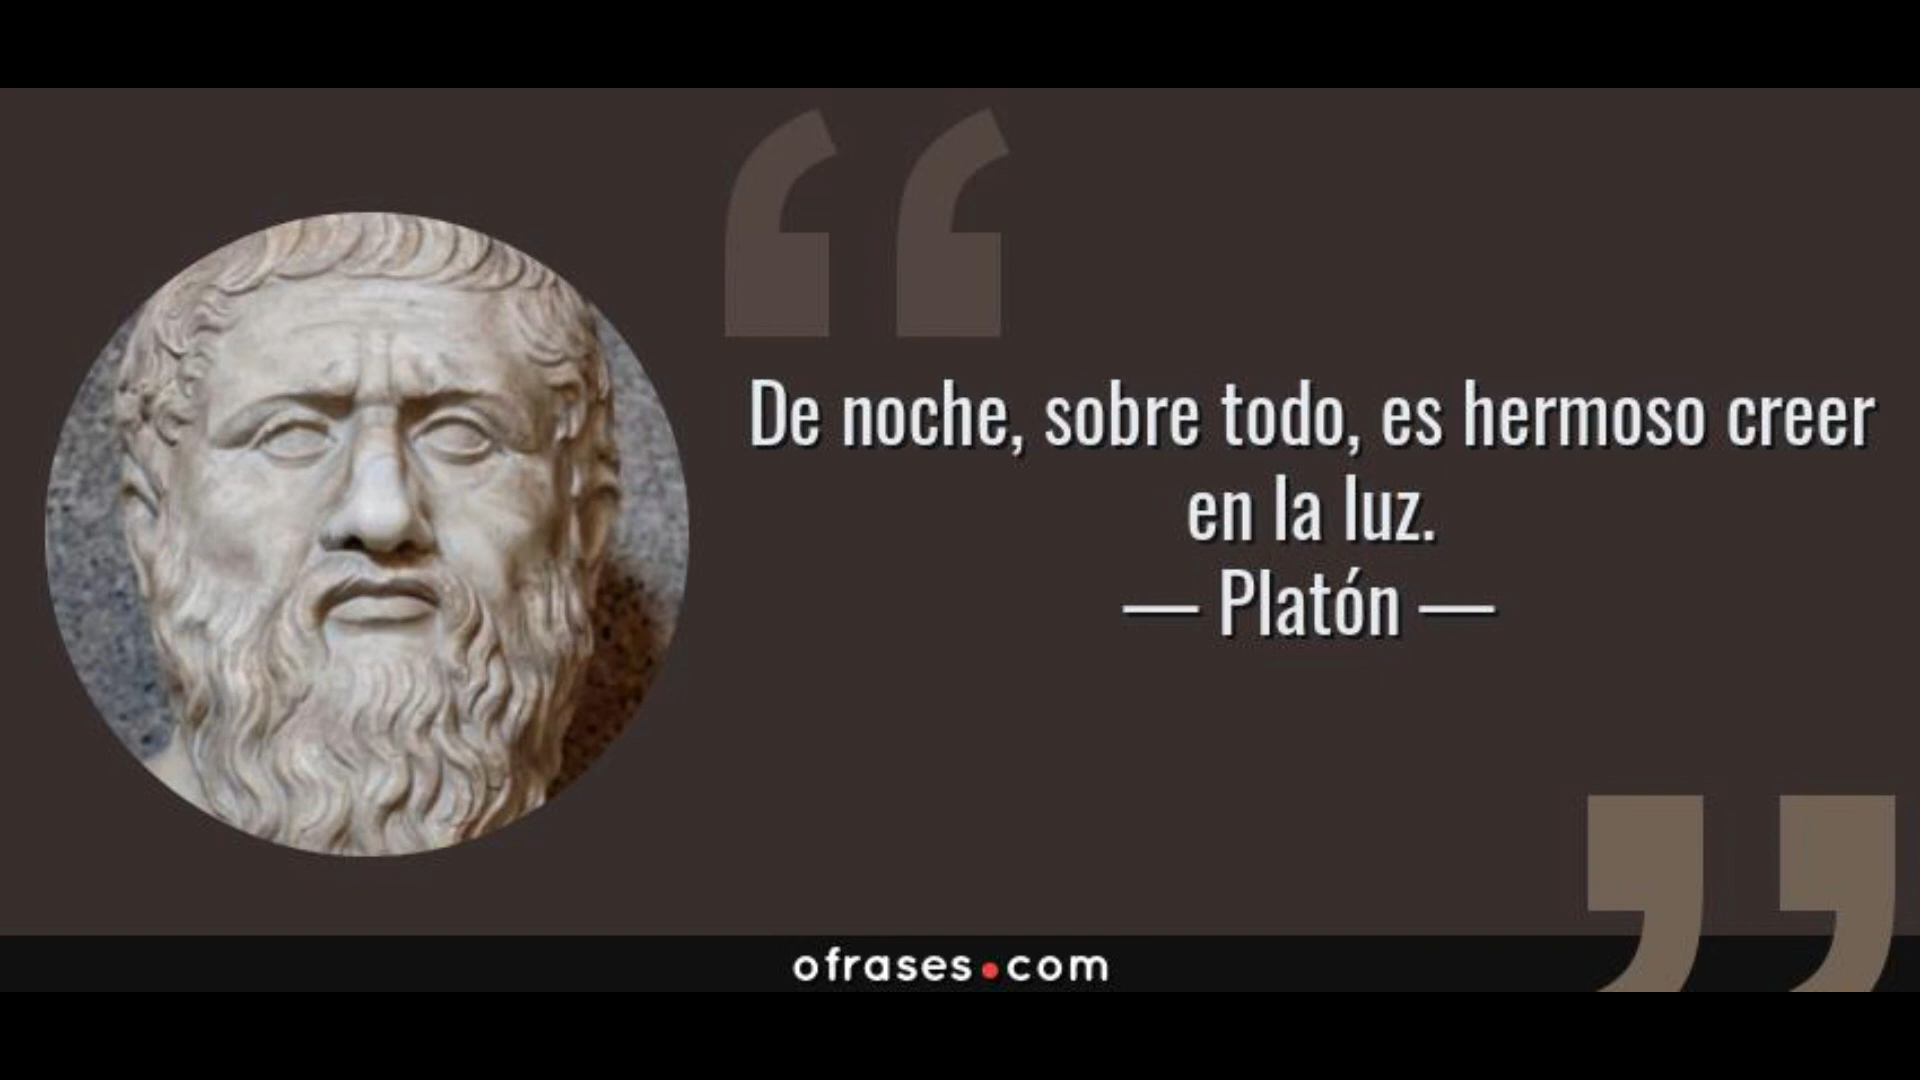 De noche, sobre todo, es hermoso creer
en la luz.
— Platón —
ofrases.com